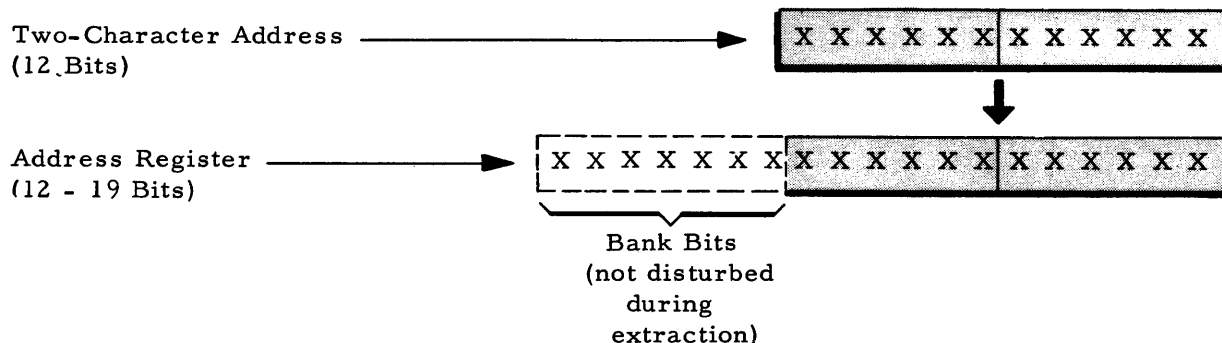 Two-Character Address
(12 Bits)
x x x x x x x x x x x x
Address Register
(12 - 19 Bits)
x x x x x x x x x x x x x x x x x x x
Bank Bits
(not disturbed
during
extraction)